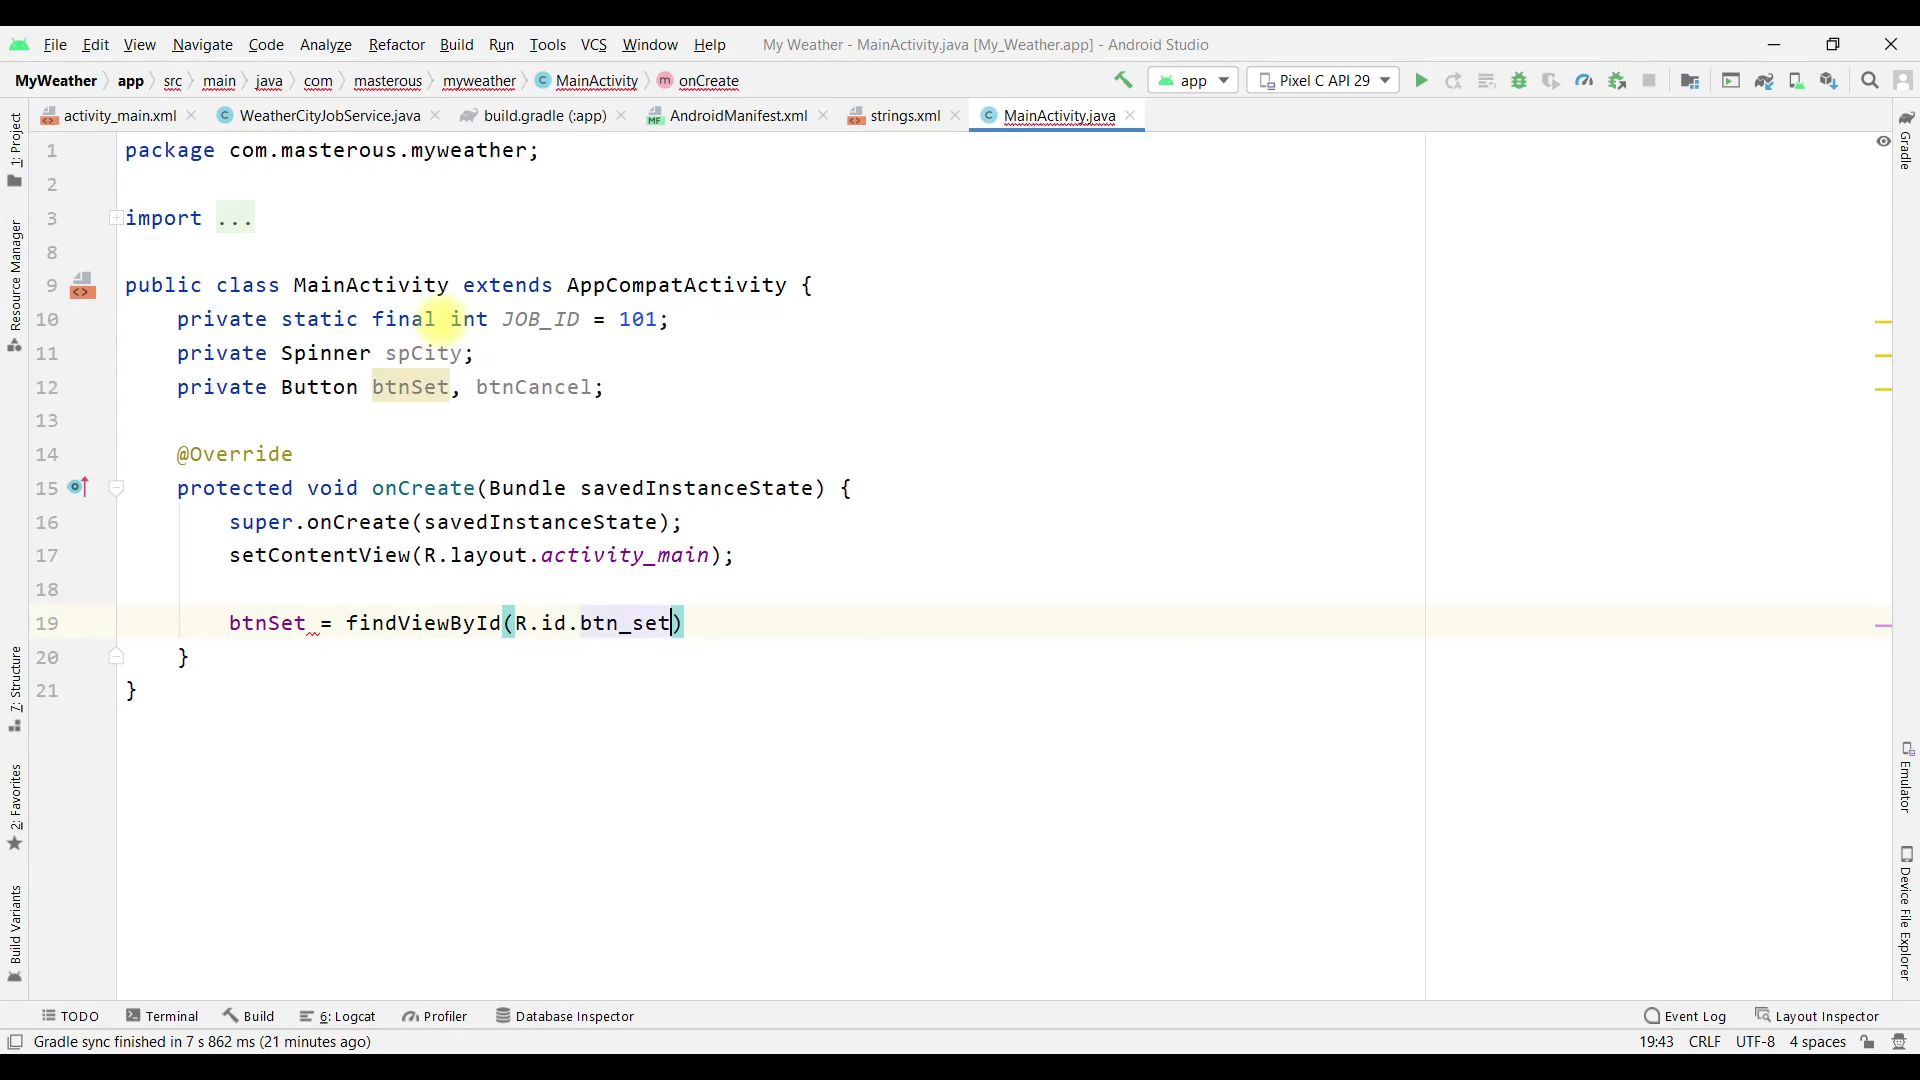 File Edit View Navigate Code Analyze Refactor Build Run Tools VCS Window Help My Weather - MainActivity.java [My_Weather.app] - Android Studio
MyWeather app src main java com masterous myweather C MainActivity m onCreate app Pixel C API 29
activity_main.xml C WeatherCityJobService.java build.gradle (:app) MF AndroidManifest.xml strings.xml C MainActivity.java
1: Project
Resource Manager
7: Structure
2: Favorites
Build Variants
1 package com.masterous.myweather;
2
3 import ...
8
9 public class MainActivity extends AppCompatActivity {
10 private static final int JOB_ID = 101;
11 private Spinner spCity;
12 private Button btnSet, btnCancel;
13
14 @Override
15 protected void onCreate(Bundle savedInstanceState) {
16 super.onCreate(savedInstanceState);
17 setContentView(R.layout.activity_main);
18
19 btnSet = findViewById(R.id.btn_set)
20 }
21 }
Gradle
Emulator
Device File Explorer
TODO Terminal Build 6: Logcat Profiler Database Inspector Event Log Layout Inspector
Gradle sync finished in 7 s 862 ms (21 minutes ago) 19:43 CRLF UTF-8 4 spaces